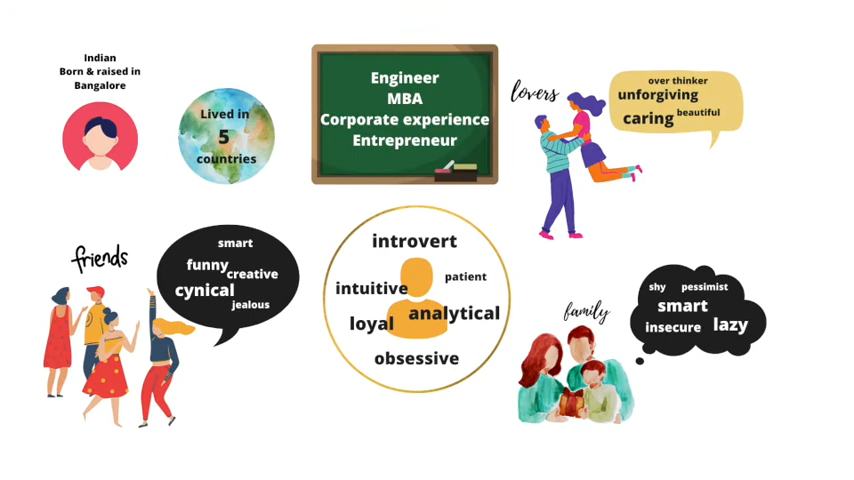 Indian
Born & raised in
Bangalore
Lived in
5
countries
Engineer
MBA
Corporate experience
Entrepreneur
lovers
over thinker
unforgiving
caring beautiful
friends
smart
funny
creative
cynical
jealous
introvert
patient
intuitive
analytical
loyal
obsessive
family
shy pessimist
smart
insecure lazy